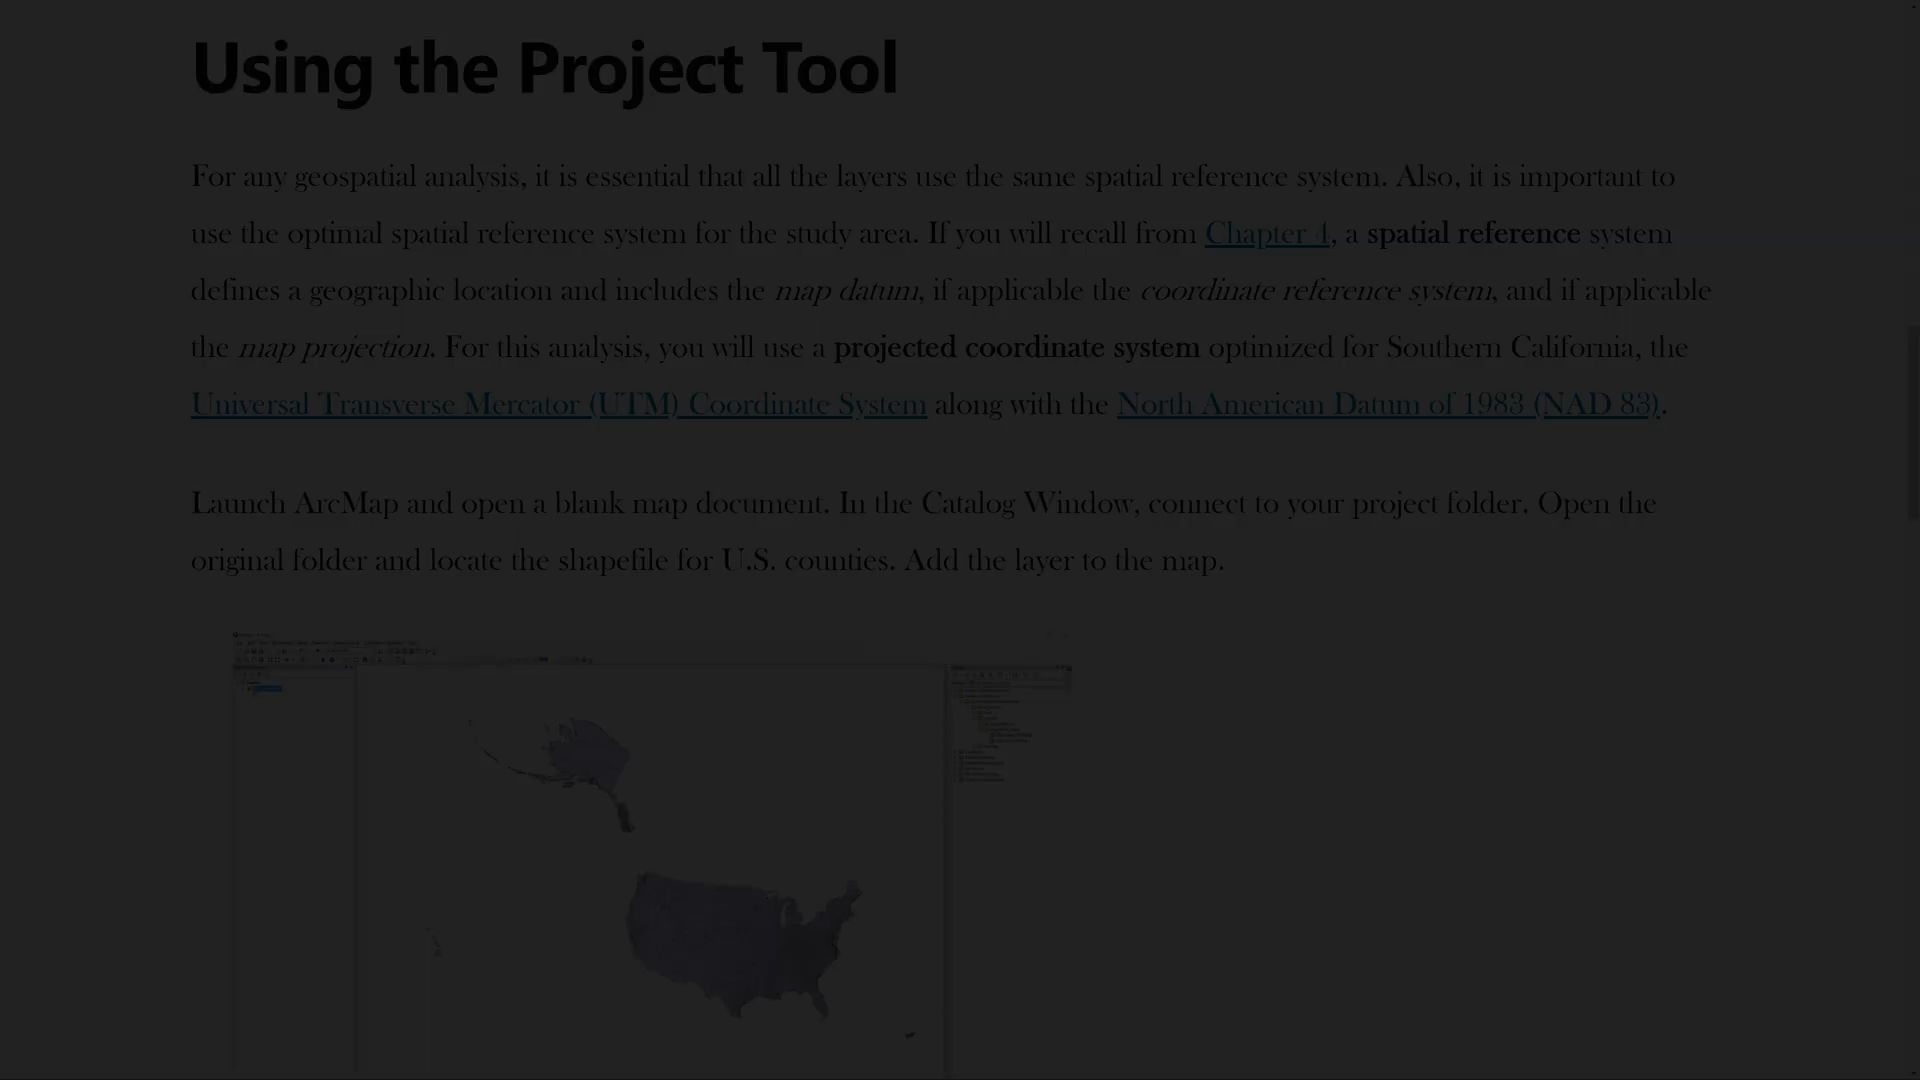 Using the Project Tool
For any geospatial analysis, it is essential that all the layers use the same spatial reference system. Also, it is important to
use the optimal spatial reference system for the study area. If you will recall from Chapter 4, a spatial reference system
defines a geographic location and includes the map datum, if applicable the coordinate reference system, and if applicable
the map projection. For this analysis, you will use a projected coordinate system optimized for Southern California, the
Universal Transverse Mercator (UTM) Coordinate System along with the North American Datum of 1983 (NAD 83).
Launch ArcMap and open a blank map document. In the Catalog Window, connect to your project folder. Open the
original folder and locate the shapefile for U.S. counties. Add the layer to the map.